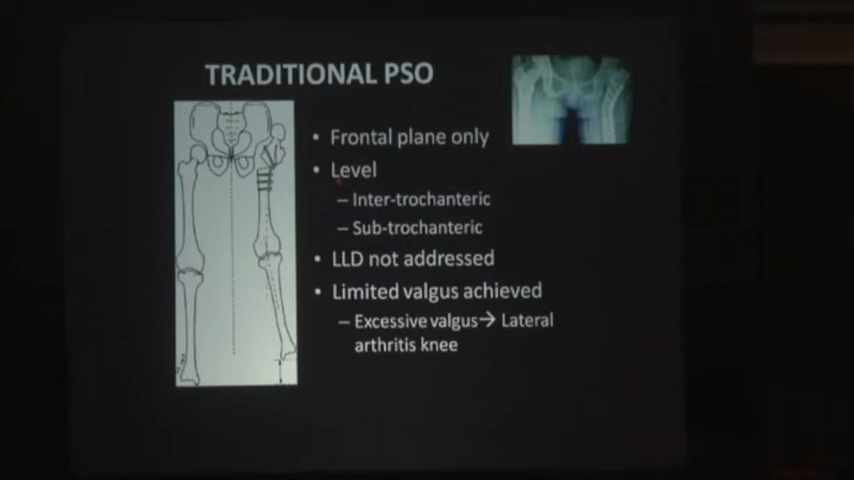 TRADITIONAL PSO
• Frontal plane only
• Level
– Inter-trochanteric
– Sub-trochanteric
• LLD not addressed
• Limited valgus achieved
– Excessive valgus→ Lateral
arthritis knee